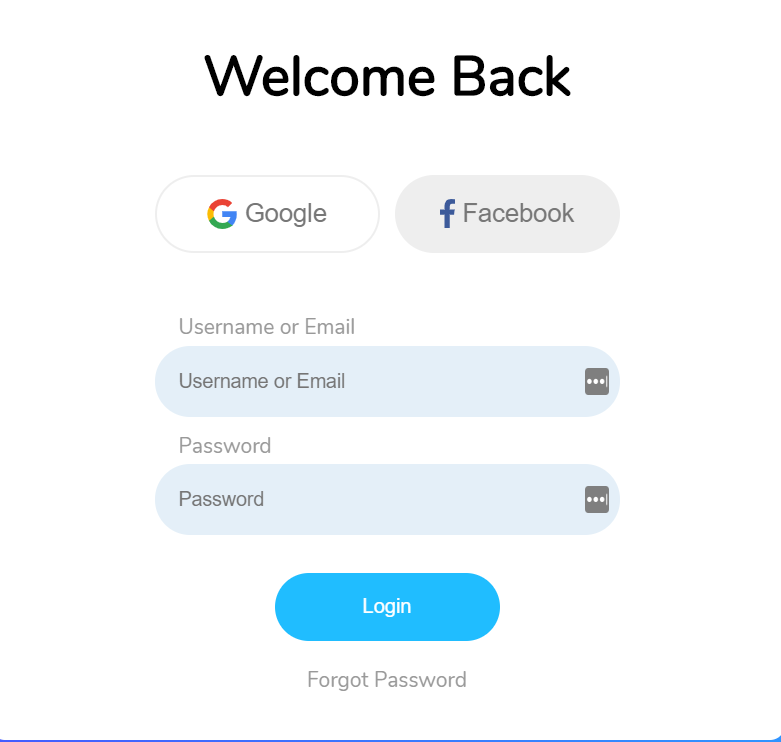 Welcome Back
Google
Facebook
Username or Email
Username or Email
Password
Password
Login
Forgot Password